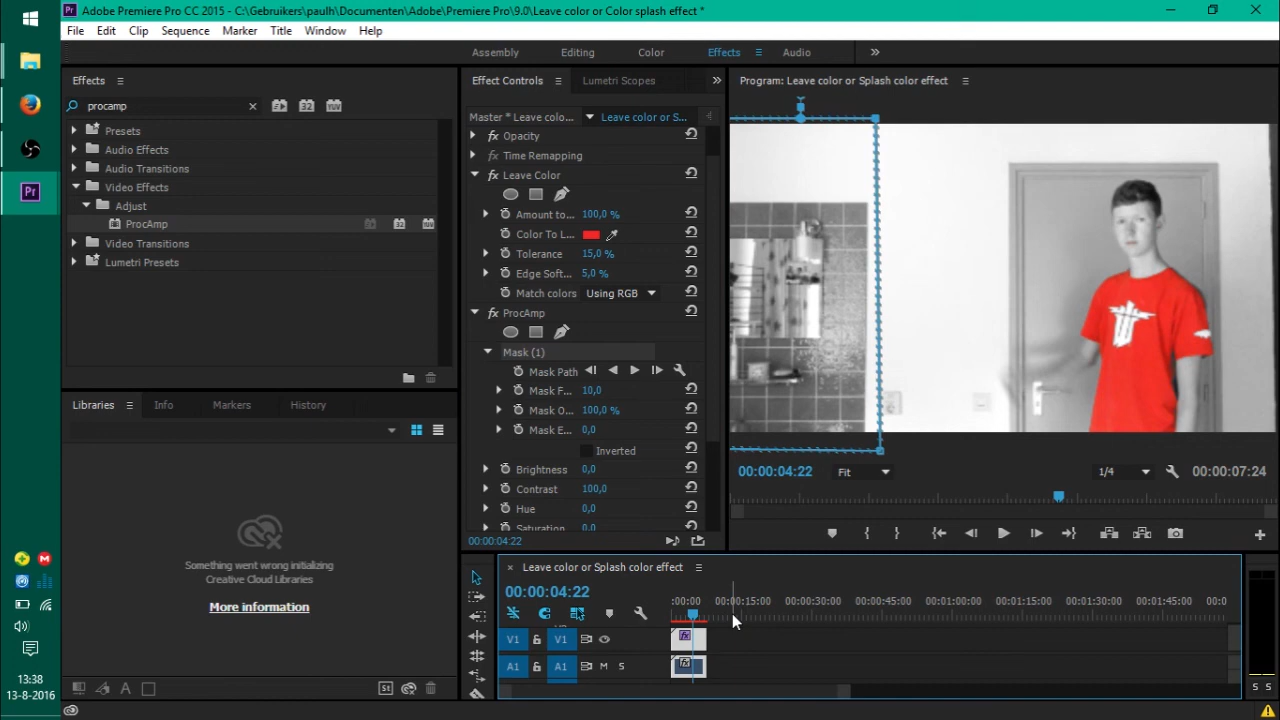 Adobe Premiere Pro CC 2015 - C:\Gebruikers\paulh\Documenten\Adobe\Premiere Pro\9.0\Leave color or Color splash effect *
File Edit Clip Sequence Marker Title Window Help
Assembly Editing Color Effects Audio
Effects
procamp
Presets
Audio Effects
Audio Transitions
Video Effects
Adjust
ProcAmp
Video Transitions
Lumetri Presets
Libraries Info Markers History
Something went wrong initializing
Creative Cloud Libraries
More information
Effect Controls Lumetri Scopes
Master * Leave colo... Leave color or S...
fx Opacity
fx Time Remapping
fx Leave Color
Amount to... 100,0 %
Color To L...
Tolerance 15,0 %
Edge Soft... 5,0 %
Match colors Using RGB
fx ProcAmp
Mask (1)
Mask Path
Mask F... 10,0
Mask O... 100,0 %
Mask E... 0,0
Inverted
Brightness 0,0
Contrast 100,0
Hue 0,0
Saturation 0,0
00:00:04:22
Program: Leave color or Splash color effect
00:00:04:22 Fit 1/4 00:00:07:24
Leave color or Splash color effect
00:00:04:22
:00:00 00:00:15:00 00:00:30:00 00:00:45:00 00:01:00:00 00:01:15:00 00:01:30:00 00:01:45:00 00:0
V1 V1 fx
A1 A1 M S fx
S S
13:38
13-8-2016